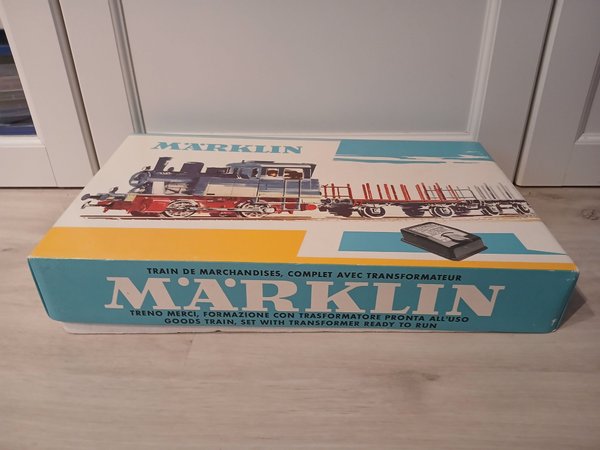 MÄRKLIN
TRAIN DE MARCHANDISES, COMPLET AVEC TRANSFORMATEUR
MÄRKLIN
TRENO MERCI, FORMAZIONE CON TRASFORMATORE PRONTA ALL'USO
GOODS TRAIN, SET WITH TRANSFORMER READY TO RUN